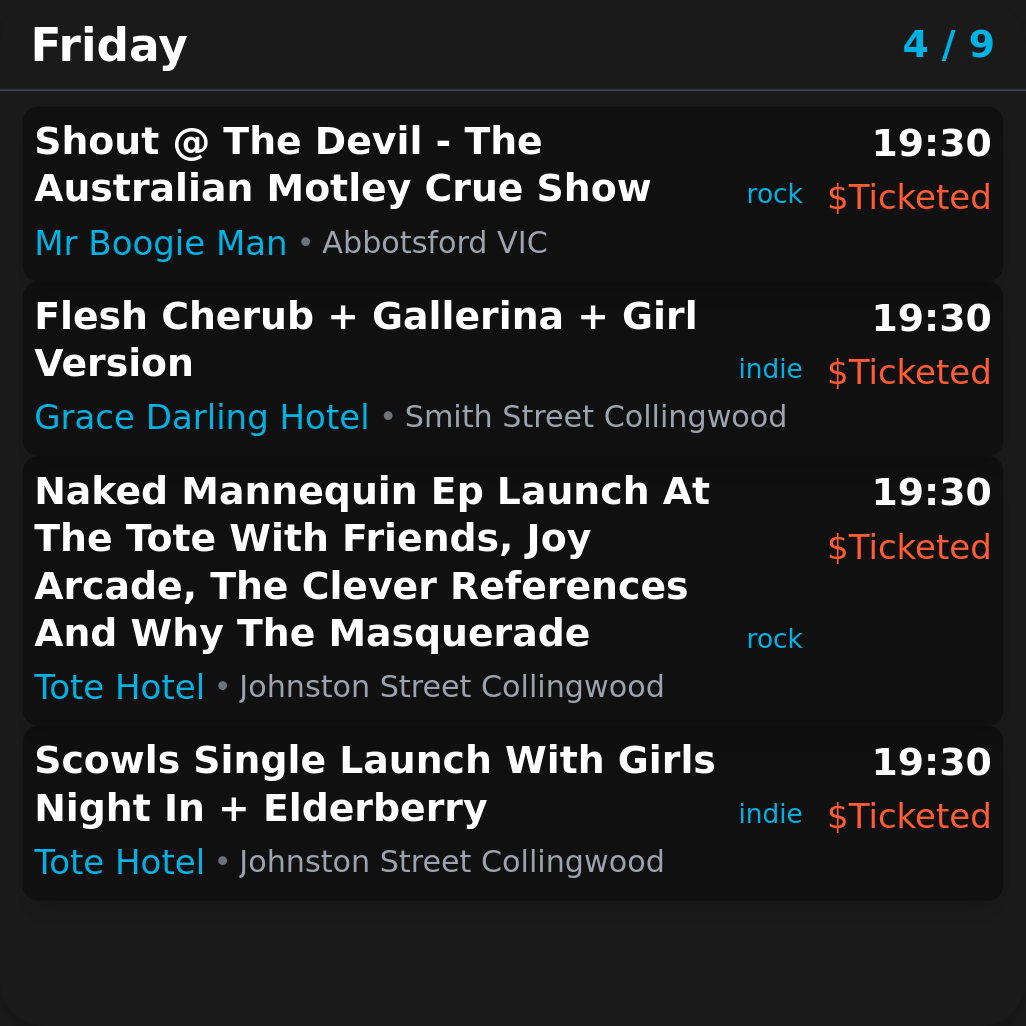 Friday
4 / 9
Shout @ The Devil - The
Australian Motley Crue Show
19:30
rock
$Ticketed
Mr Boogie Man • Abbotsford VIC
Flesh Cherub + Gallerina + Girl
Version
19:30
indie
$Ticketed
Grace Darling Hotel • Smith Street Collingwood
Naked Mannequin Ep Launch At
The Tote With Friends, Joy
Arcade, The Clever References
And Why The Masquerade
19:30
$Ticketed
rock
Tote Hotel • Johnston Street Collingwood
Scowls Single Launch With Girls
Night In + Elderberry
19:30
indie
$Ticketed
Tote Hotel • Johnston Street Collingwood